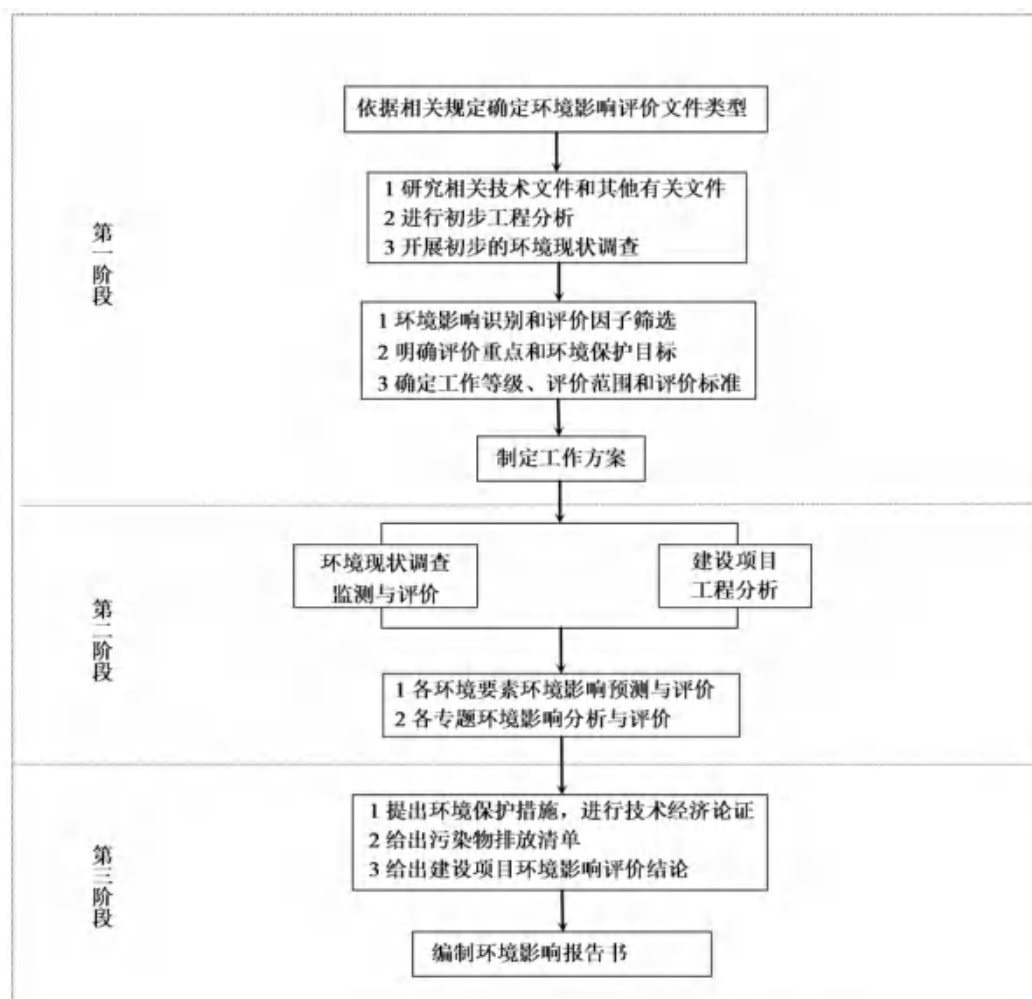 依据相关规定确定环境影响评价文件类型
1 研究相关技术文件和其他有关文件
2 进行初步工程分析
3 开展初步的环境现状调查
第一阶段
1 环境影响识别和评价因子筛选
2 明确评价重点和环境保护目标
3 确定工作等级、评价范围和评价标准
制定工作方案
环境现状调查
监测与评价
建设项目
工程分析
第二阶段
1 各环境要素环境影响预测与评价
2 各专题环境影响分析与评价
1 提出环境保护措施，进行技术经济论证
2 给出污染物排放清单
3 给出建设项目环境影响评价结论
第三阶段
编制环境影响报告书